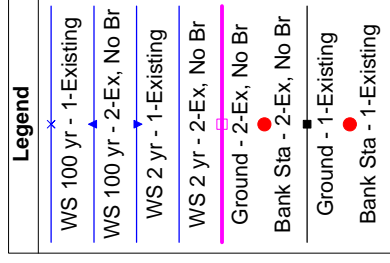 Legend
WS 100 yr - 1-Existing
WS 100 yr - 2-Ex, No Br
WS 2 yr - 1-Existing
WS 2 yr - 2-Ex, No Br
Ground - 2-Ex, No Br
Bank Sta - 2-Ex, No Br
Ground - 1-Existing
Bank Sta - 1-Existing